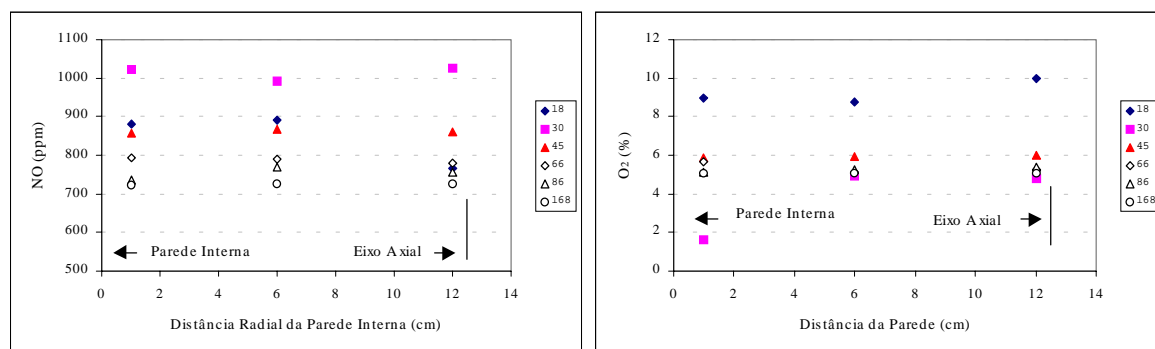 1100
1000
900
800
700
600
500
NO (ppm)
0 2 4 6 8 10 12 14
Distância Radial da Parede Interna (cm)
Parede Interna
Eixo Axial
18
30
45
66
86
168
12
10
8
6
4
2
0
O2 (%)
0 2 4 6 8 10 12 14
Distância da Parede (cm)
Parede Interna
Eixo Axial
18
30
45
66
86
168